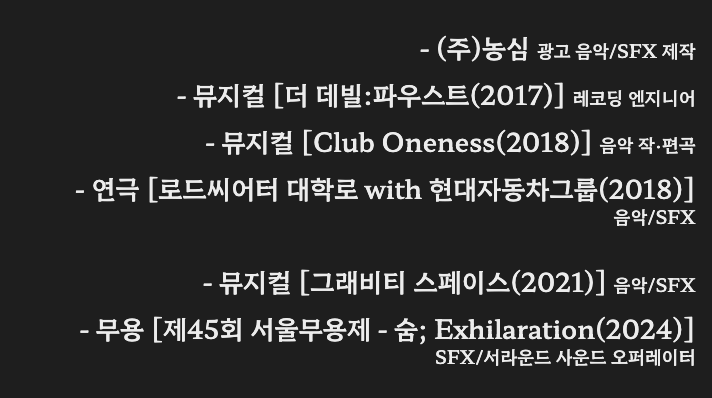 - (주)농심 광고 음악/SFX 제작
- 뮤지컬 [더 데빌:파우스트(2017)] 레코딩 엔지니어
- 뮤지컬 [Club Oneness(2018)] 음악 작·편곡
- 연극 [로드씨어터 대학로 with 현대자동차그룹(2018)]
음악/SFX
- 뮤지컬 [그래비티 스페이스(2021)] 음악/SFX
- 무용 [제45회 서울무용제 - 숨; Exhilaration(2024)]
SFX/서라운드 사운드 오퍼레이터